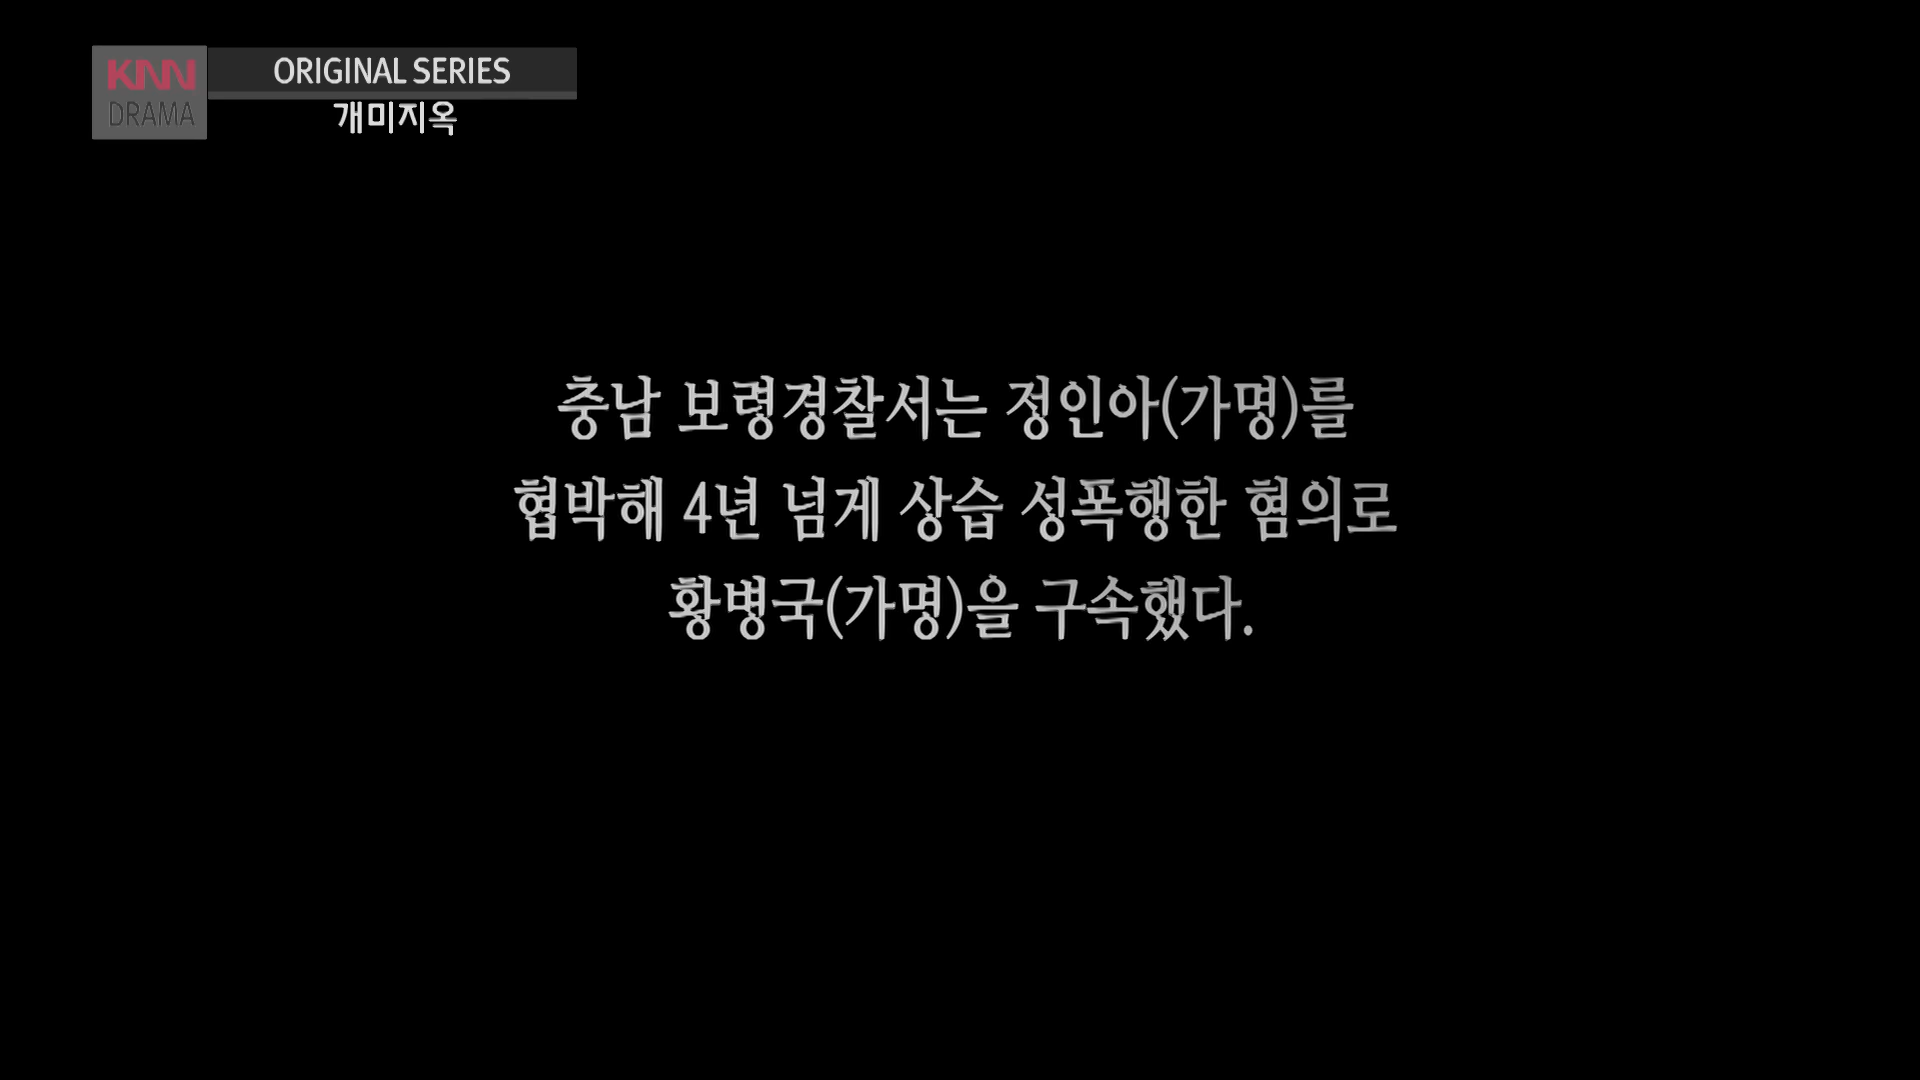 KNN
DRAMA
ORIGINAL SERIES
개미지옥
충남 보령경찰서는 정인아(가명)를
협박해 4년 넘게 상습 성폭행한 혐의로
황병국(가명)을 구속했다.